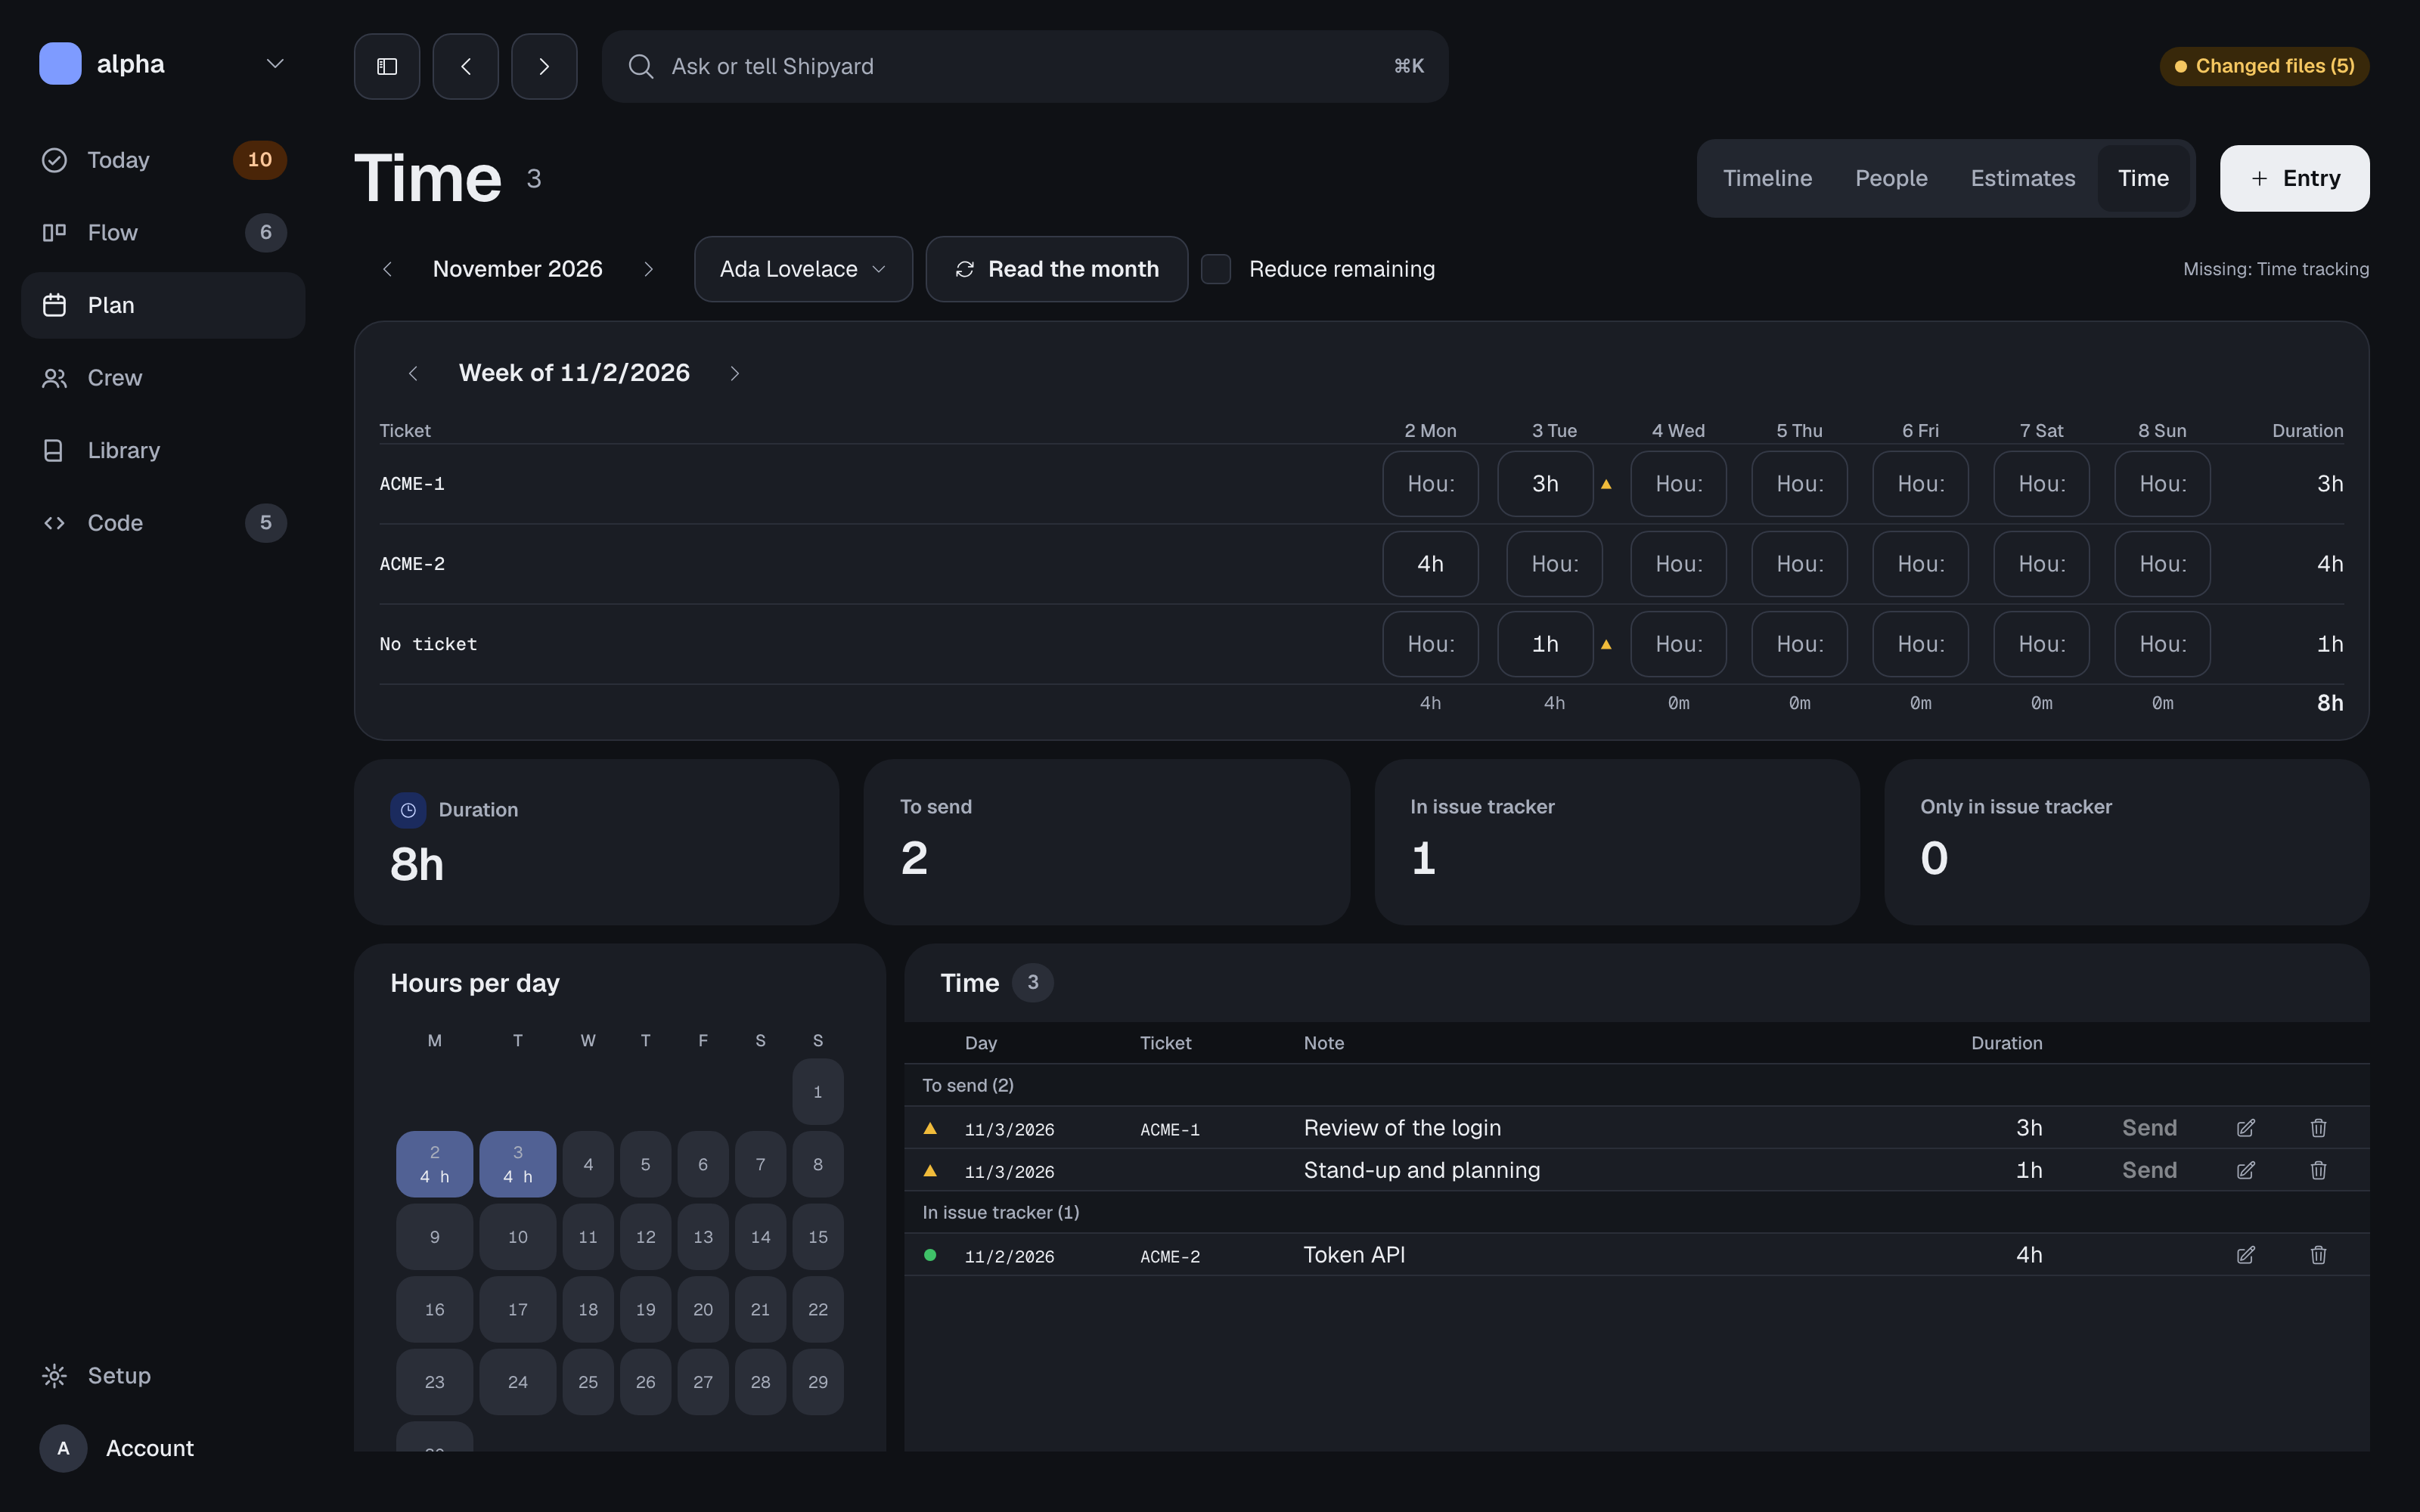 alpha
Ask or tell Shipyard ⌘K
Changed files (5)
Today 10
Flow 6
Plan
Crew
Library
Code 5
Setup
A Account
Time 3
Timeline People Estimates Time
+ Entry
November 2026
Ada Lovelace
Read the month
Reduce remaining
Missing: Time tracking
Week of 11/2/2026
Ticket 2 Mon 3 Tue 4 Wed 5 Thu 6 Fri 7 Sat 8 Sun Duration
ACME-1 Hou: 3h Hou: Hou: Hou: Hou: Hou: 3h
ACME-2 4h Hou: Hou: Hou: Hou: Hou: Hou: 4h
No ticket Hou: 1h Hou: Hou: Hou: Hou: Hou: 1h
4h 4h 0m 0m 0m 0m 0m 8h
Duration
8h
To send
2
In issue tracker
1
Only in issue tracker
0
Hours per day
M T W T F S S
1
2 3 4 5 6 7 8
4 h 4 h
9 10 11 12 13 14 15
16 17 18 19 20 21 22
23 24 25 26 27 28 29
Time 3
Day Ticket Note Duration
To send (2)
11/3/2026 ACME-1 Review of the login 3h Send
11/3/2026 Stand-up and planning 1h Send
In issue tracker (1)
11/2/2026 ACME-2 Token API 4h